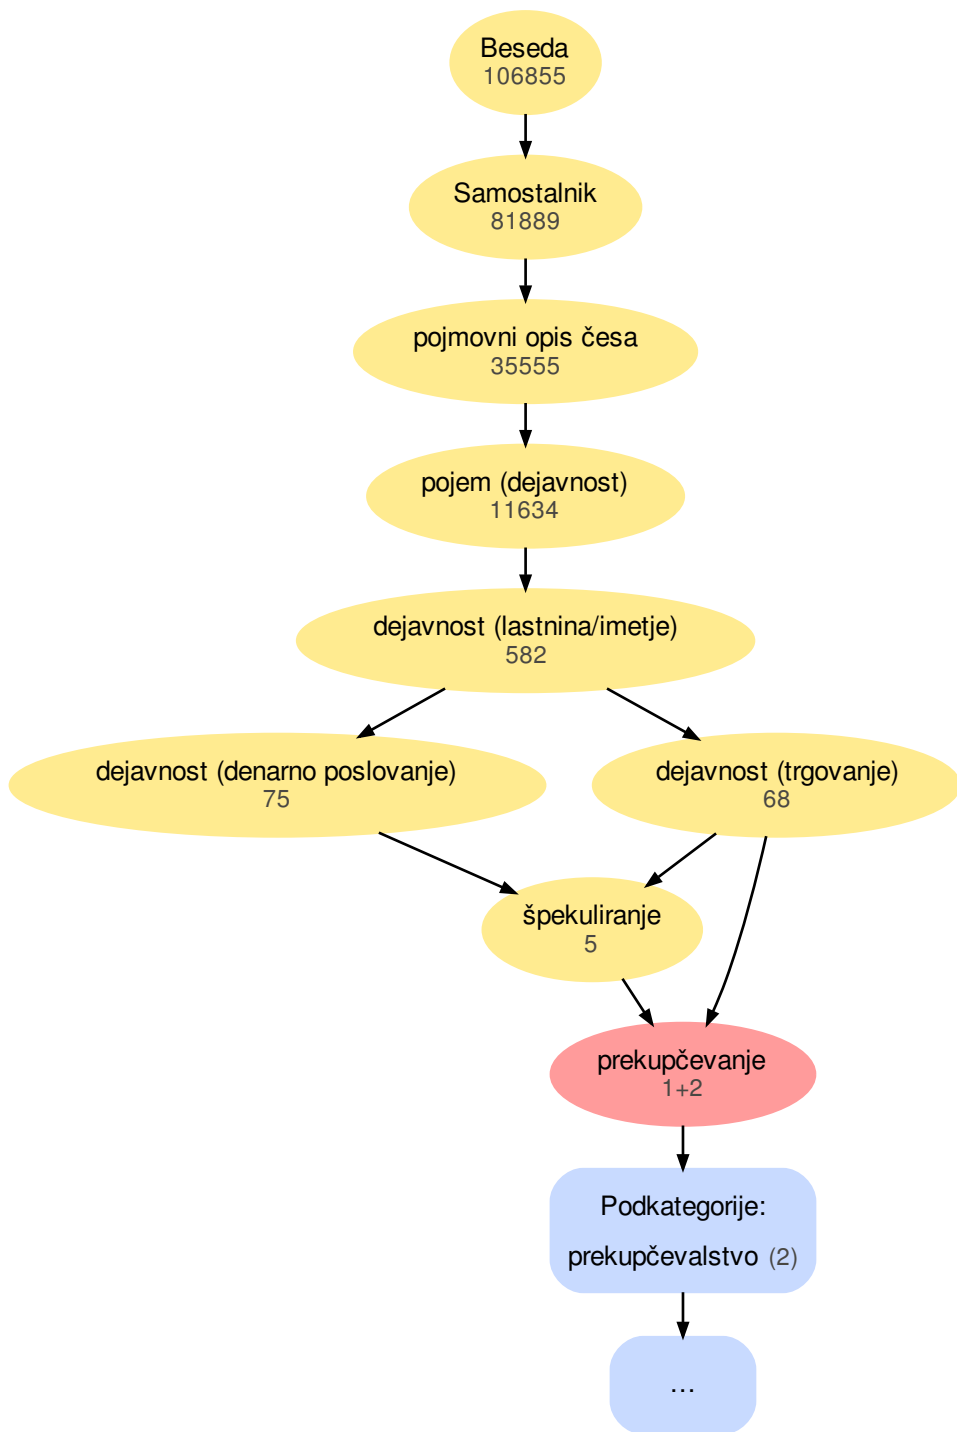 Beseda
106855
Samostalnik
81889
pojmovni opis česa
35555
pojem (dejavnost)
11634
dejavnost (lastnina/imetje)
582
dejavnost (denarno poslovanje)
75
dejavnost (trgovanje)
68
špekuliranje
5
prekupčevanje
1+2
Podkategorije:
prekupčevalstvo (2)
...